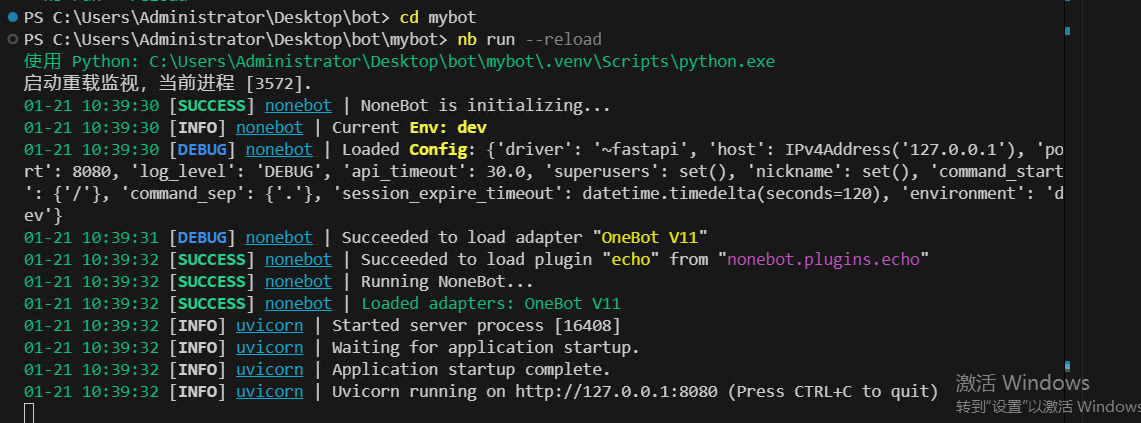 PS C:\Users\Administrator\Desktop\bot> cd mybot
PS C:\Users\Administrator\Desktop\bot\mybot> nb run --reload
使用 Python: C:\Users\Administrator\Desktop\bot\mybot\.venv\Scripts\python.exe
启动重载监视，当前进程 [3572].
01-21 10:39:30 [SUCCESS] nonebot | NoneBot is initializing...
01-21 10:39:30 [INFO] nonebot | Current Env: dev
01-21 10:39:30 [DEBUG] nonebot | Loaded Config: {'driver': '~fastapi', 'host': IPv4Address('127.0.0.1'), 'po
rt': 8080, 'log_level': 'DEBUG', 'api_timeout': 30.0, 'superusers': set(), 'nickname': set(), 'command_start
': {'/'}, 'command_sep': {'.'}, 'session_expire_timeout': datetime.timedelta(seconds=120), 'environment': 'd
ev'}
01-21 10:39:31 [DEBUG] nonebot | Succeeded to load adapter "OneBot V11"
01-21 10:39:32 [SUCCESS] nonebot | Succeeded to load plugin "echo" from "nonebot.plugins.echo"
01-21 10:39:32 [SUCCESS] nonebot | Running NoneBot...
01-21 10:39:32 [SUCCESS] nonebot | Loaded adapters: OneBot V11
01-21 10:39:32 [INFO] uvicorn | Started server process [16408]
01-21 10:39:32 [INFO] uvicorn | Waiting for application startup.
01-21 10:39:32 [INFO] uvicorn | Application startup complete.
01-21 10:39:32 [INFO] uvicorn | Uvicorn running on http://127.0.0.1:8080 (Press CTRL+C to quit)
激活 Windows
转到“设置”以激活 Windows